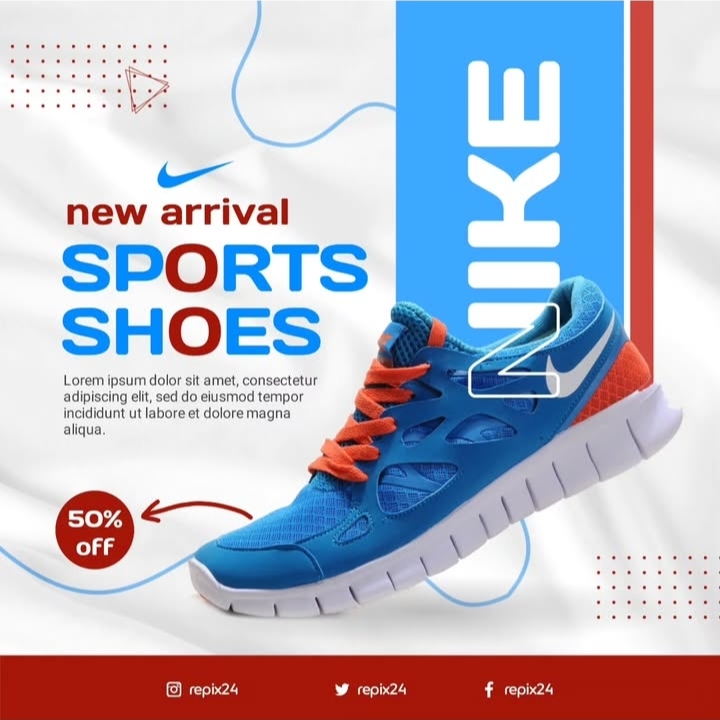 NIKE
new arrival
SPORTS
SHOES
Lorem ipsum dolor sit amet, consectetur
adipiscing elit, sed do eiusmod tempor
incididunt ut labore et dolore magna
aliqua.
50%
off
repix24
repix24
repix24